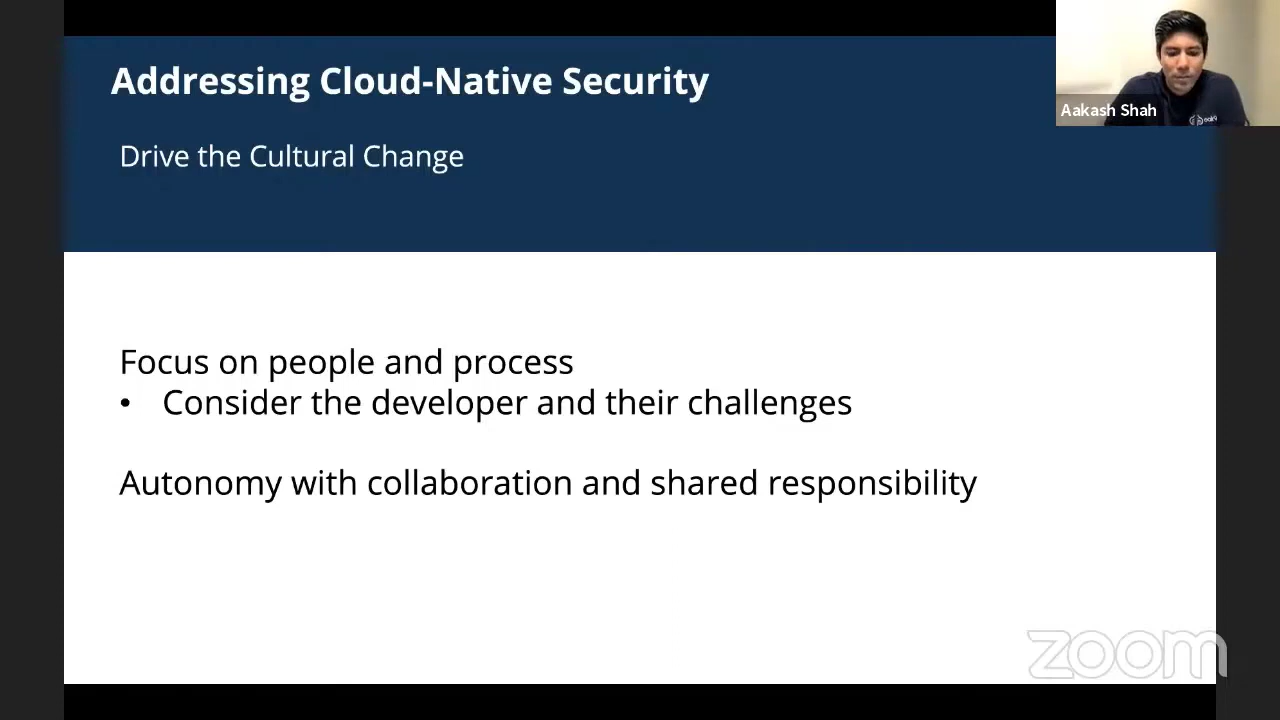 Addressing Cloud-Native Security
Aakash Shah
Drive the Cultural Change
Focus on people and process
• Consider the developer and their challenges
Autonomy with collaboration and shared responsibility
zoom